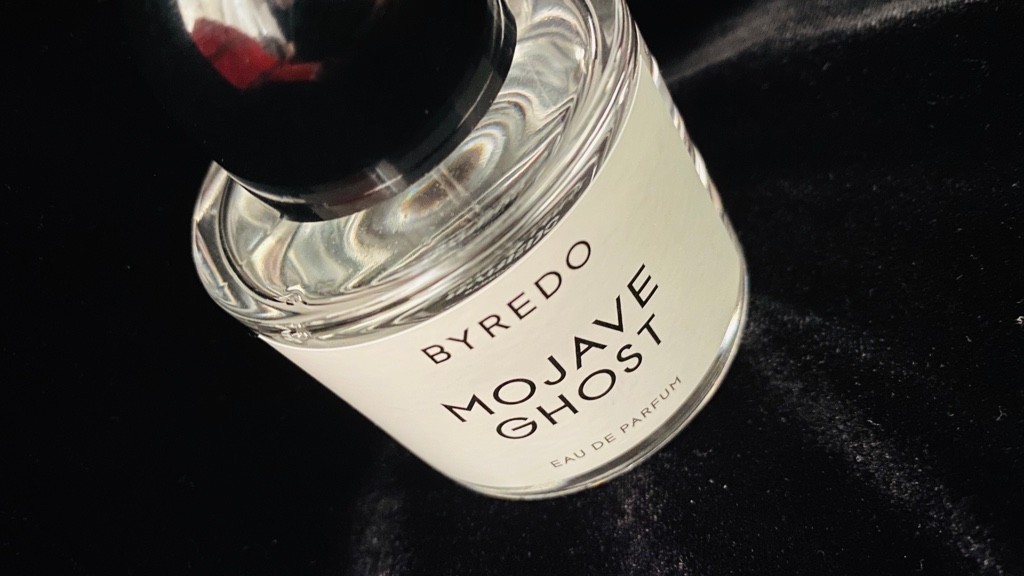 BYREDO
MOJAVE
GHOST
EAU DE PARFUM